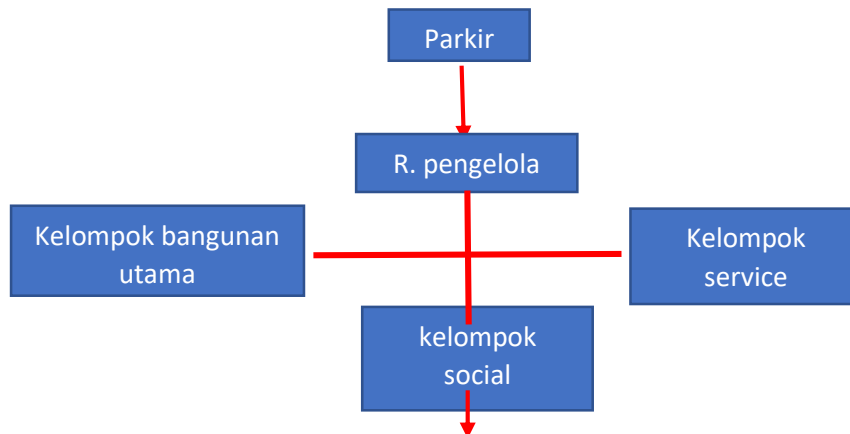 Parkir
R. pengelola
Kelompok bangunan
utama
Kelompok
service
kelompok
social